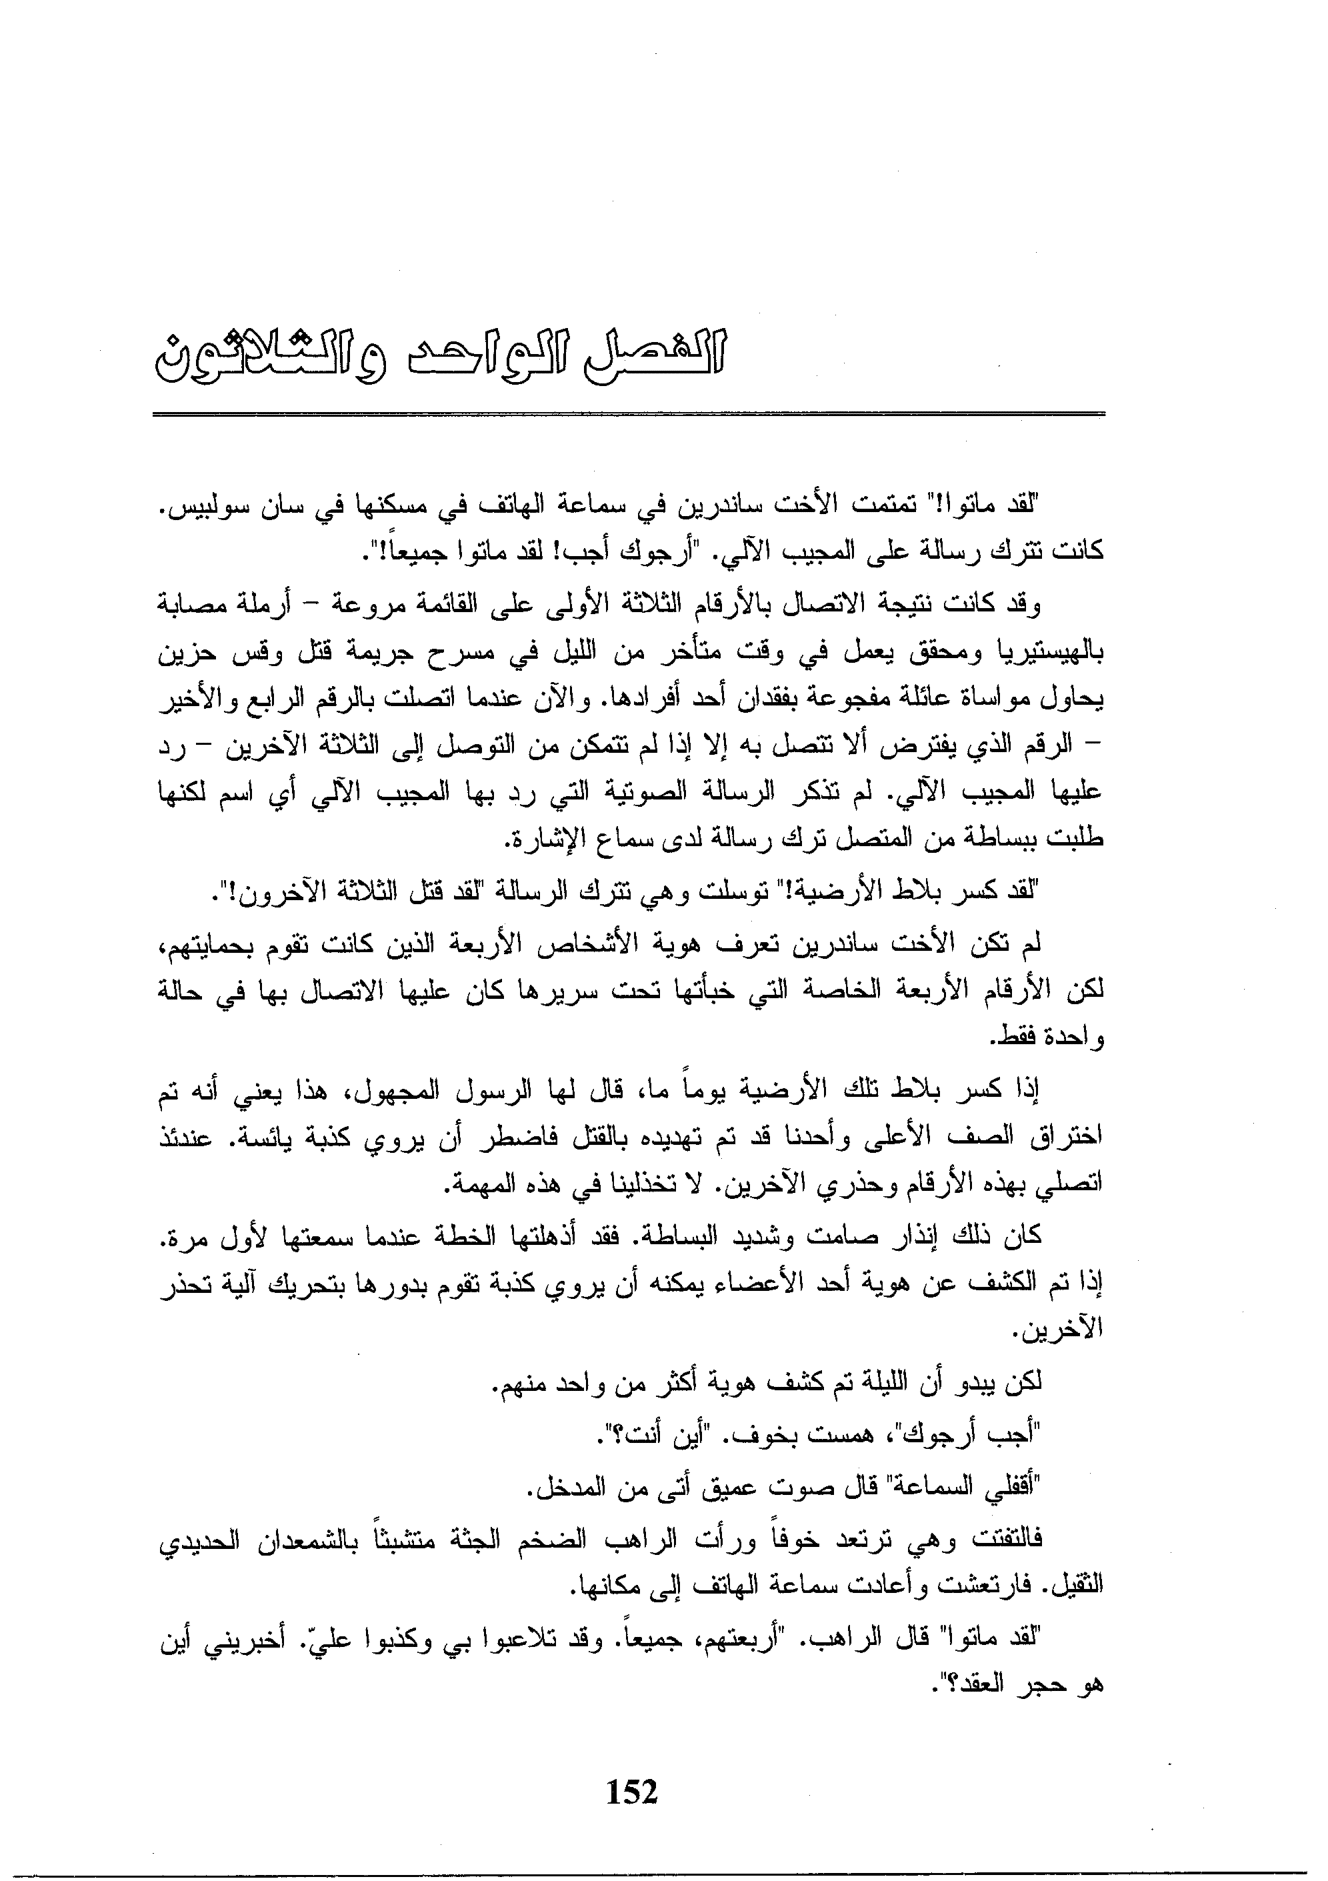 الفصل الواحد والثلاثون
"لقد ماتوا!" تمتمت الأخت ساندرين في سماعة الهاتف في مسكنها في سان سولبيس.
كانت تترك رسالة على المجيب الآلي. "أرجوك أجب! لقد ماتوا جميعاً!".
وقد كانت نتيجة الاتصال بالأرقام الثلاثة الأولى على القائمة مروعة – أرملة مصابة
بالهيستيريا ومحقق يعمل في وقت متأخر من الليل في مسرح جريمة قتل وقس حزين
يحاول مواساة عائلة مفجوعة بفقدان أحد أفرادها. والآن عندما اتصلت بالرقم الرابع والأخير
– الرقم الذي يفترض ألا تتصل به إلا إذا لم تتمكن من التوصل إلى الثلاثة الآخرين – رد
عليها المجيب الآلي. لم تذكر الرسالة الصوتية التي رد بها المجيب الآلي أي اسم لكنها
طلبت ببساطة من المتصل ترك رسالة لدى سماع الإشارة.
"لقد كسر بلاط الأرضية!" توسلت وهي تترك الرسالة "لقد قتل الثلاثة الآخرون!".
لم تكن الأخت ساندرين تعرف هوية الأشخاص الأربعة الذين كانت تقوم بحمايتهم،
لكن الأرقام الأربعة الخاصة التي خبأتها تحت سريرها كان عليها الاتصال بها في حالة
واحدة فقط.
إذا كسر بلاط تلك الأرضية يوماً ما، قال لها الرسول المجهول، هذا يعني أنه تم
اختراق الصف الأعلى وأحدنا قد تم تهديده بالقتل فاضطر أن يروي كذبة يائسة. عندئذ
اتصلي بهذه الأرقام وحذري الآخرين. لا تخذلينا في هذه المهمة.
كان ذلك إنذار صامت وشديد البساطة. فقد أذهلتها الخطة عندما سمعتها لأول مرة.
إذا تم الكشف عن هوية أحد الأعضاء يمكنه أن يروي كذبة تقوم بدورها بتحريك آلية تحذر
الآخرين.
لكن يبدو أن الليلة تم كشف هوية أكثر من واحد منهم.
"أجب أرجوك"، همست بخوف. "أين أنت؟".
"أقفلي السماعة" قال صوت عميق أتى من المدخل.
فالتفتت وهي ترتعد خوفاً ورأت الراهب الضخم الجثة متشبثاً بالشمعدان الحديدي
الثقيل. فارتعشت وأعادت سماعة الهاتف إلى مكانها.
"لقد ماتوا" قال الراهب. "أربعتهم، جميعاً. وقد تلاعبوا بي وكذبوا عليّ. أخبريني أين
هو حجر العقد؟".
152